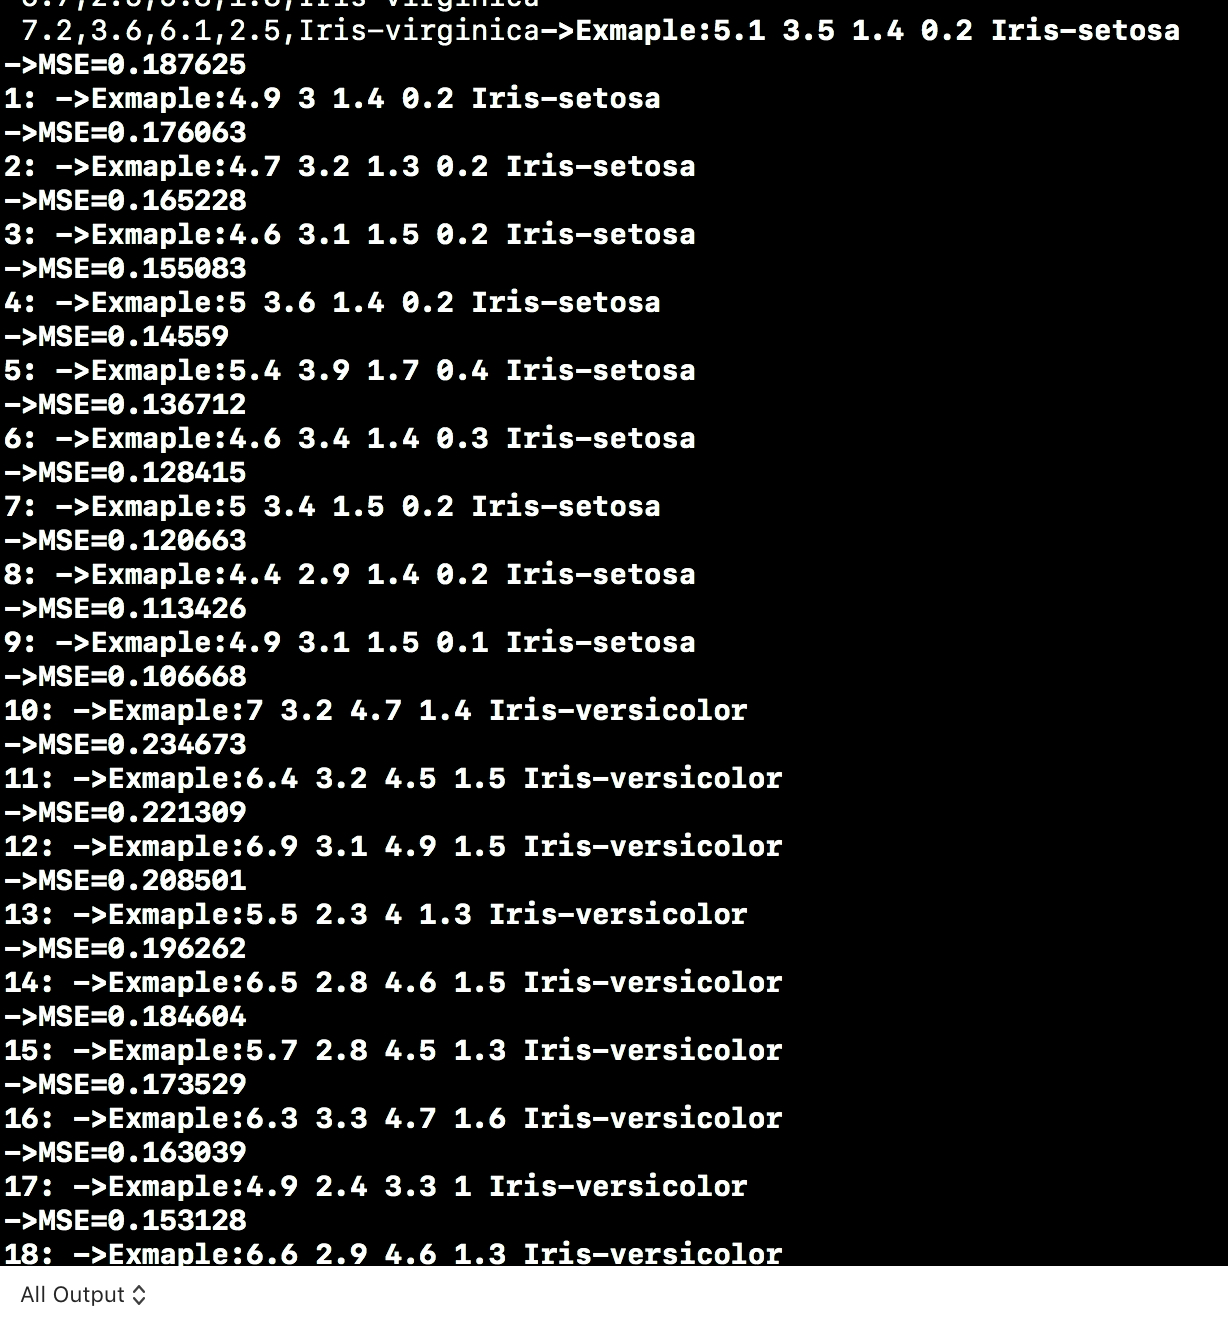 6.7,2.5,5.8,1.8,Iris-virginica
7.2,3.6,6.1,2.5,Iris-virginica->Exmaple:5.1 3.5 1.4 0.2 Iris-setosa
->MSE=0.187625
1: ->Exmaple:4.9 3 1.4 0.2 Iris-setosa
->MSE=0.176063
2: ->Exmaple:4.7 3.2 1.3 0.2 Iris-setosa
->MSE=0.165228
3: ->Exmaple:4.6 3.1 1.5 0.2 Iris-setosa
->MSE=0.155083
4: ->Exmaple:5 3.6 1.4 0.2 Iris-setosa
->MSE=0.14559
5: ->Exmaple:5.4 3.9 1.7 0.4 Iris-setosa
->MSE=0.136712
6: ->Exmaple:4.6 3.4 1.4 0.3 Iris-setosa
->MSE=0.128415
7: ->Exmaple:5 3.4 1.5 0.2 Iris-setosa
->MSE=0.120663
8: ->Exmaple:4.4 2.9 1.4 0.2 Iris-setosa
->MSE=0.113426
9: ->Exmaple:4.9 3.1 1.5 0.1 Iris-setosa
->MSE=0.106668
10: ->Exmaple:7 3.2 4.7 1.4 Iris-versicolor
->MSE=0.234673
11: ->Exmaple:6.4 3.2 4.5 1.5 Iris-versicolor
->MSE=0.221309
12: ->Exmaple:6.9 3.1 4.9 1.5 Iris-versicolor
->MSE=0.208501
13: ->Exmaple:5.5 2.3 4 1.3 Iris-versicolor
->MSE=0.196262
14: ->Exmaple:6.5 2.8 4.6 1.5 Iris-versicolor
->MSE=0.184604
15: ->Exmaple:5.7 2.8 4.5 1.3 Iris-versicolor
->MSE=0.173529
16: ->Exmaple:6.3 3.3 4.7 1.6 Iris-versicolor
->MSE=0.163039
17: ->Exmaple:4.9 2.4 3.3 1 Iris-versicolor
->MSE=0.153128
18: ->Exmaple:6.6 2.9 4.6 1.3 Iris-versicolor
All Output